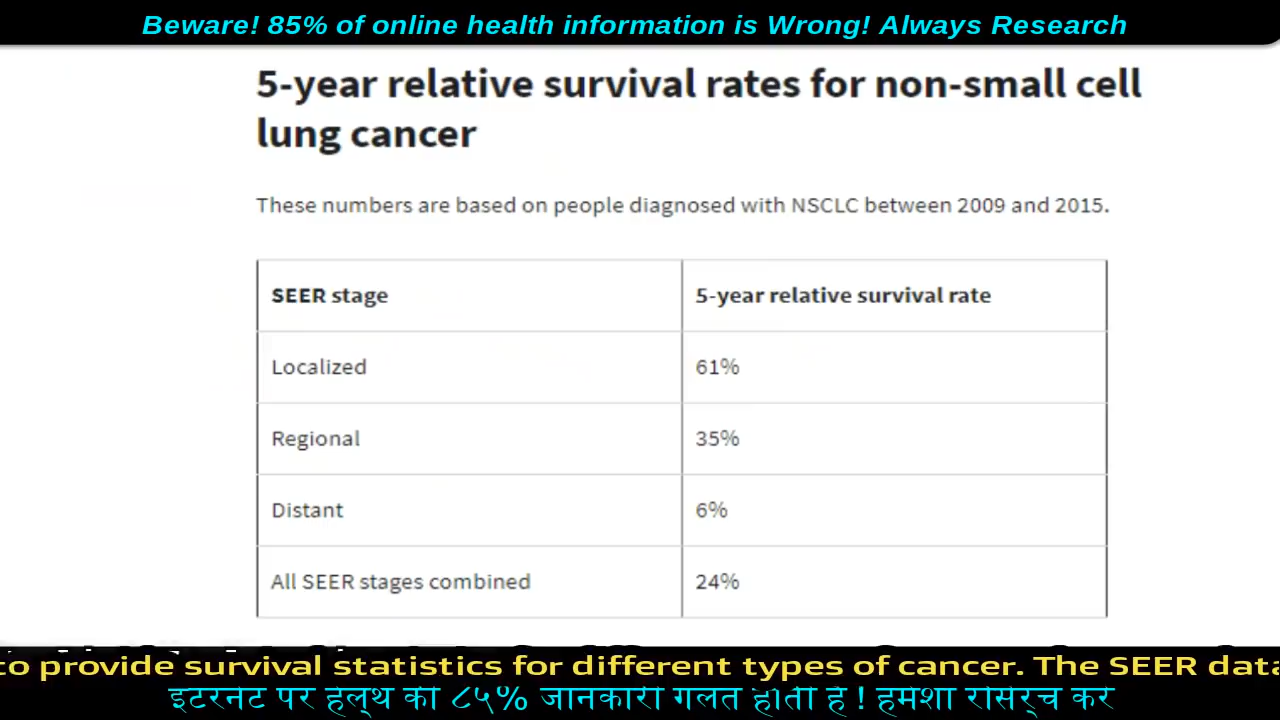 Beware! 85% of online health information is Wrong! Always Research
5-year relative survival rates for non-small cell
lung cancer
These numbers are based on people diagnosed with NSCLC between 2009 and 2015.
SEER stage 5-year relative survival rate
Localized 61%
Regional 35%
Distant 6%
All SEER stages combined 24%
to provide survival statistics for different types of cancer. The SEER data
इंटरनेट पर हेल्थ की ८५% जानकारी गलत होती है ! हमेशा रिसर्च करें